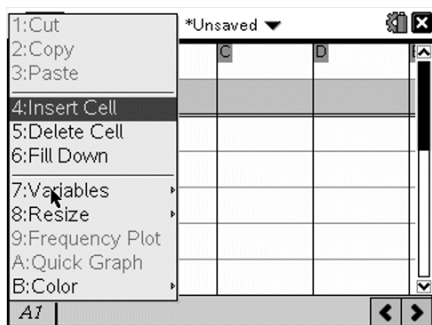 1:Cut
*Unsaved
2:Copy
3:Paste
C
D
4:Insert Cell
5:Delete Cell
6:Fill Down
7:Variables
8:Resize
9:Frequency Plot
A:Quick Graph
B:Color
A1